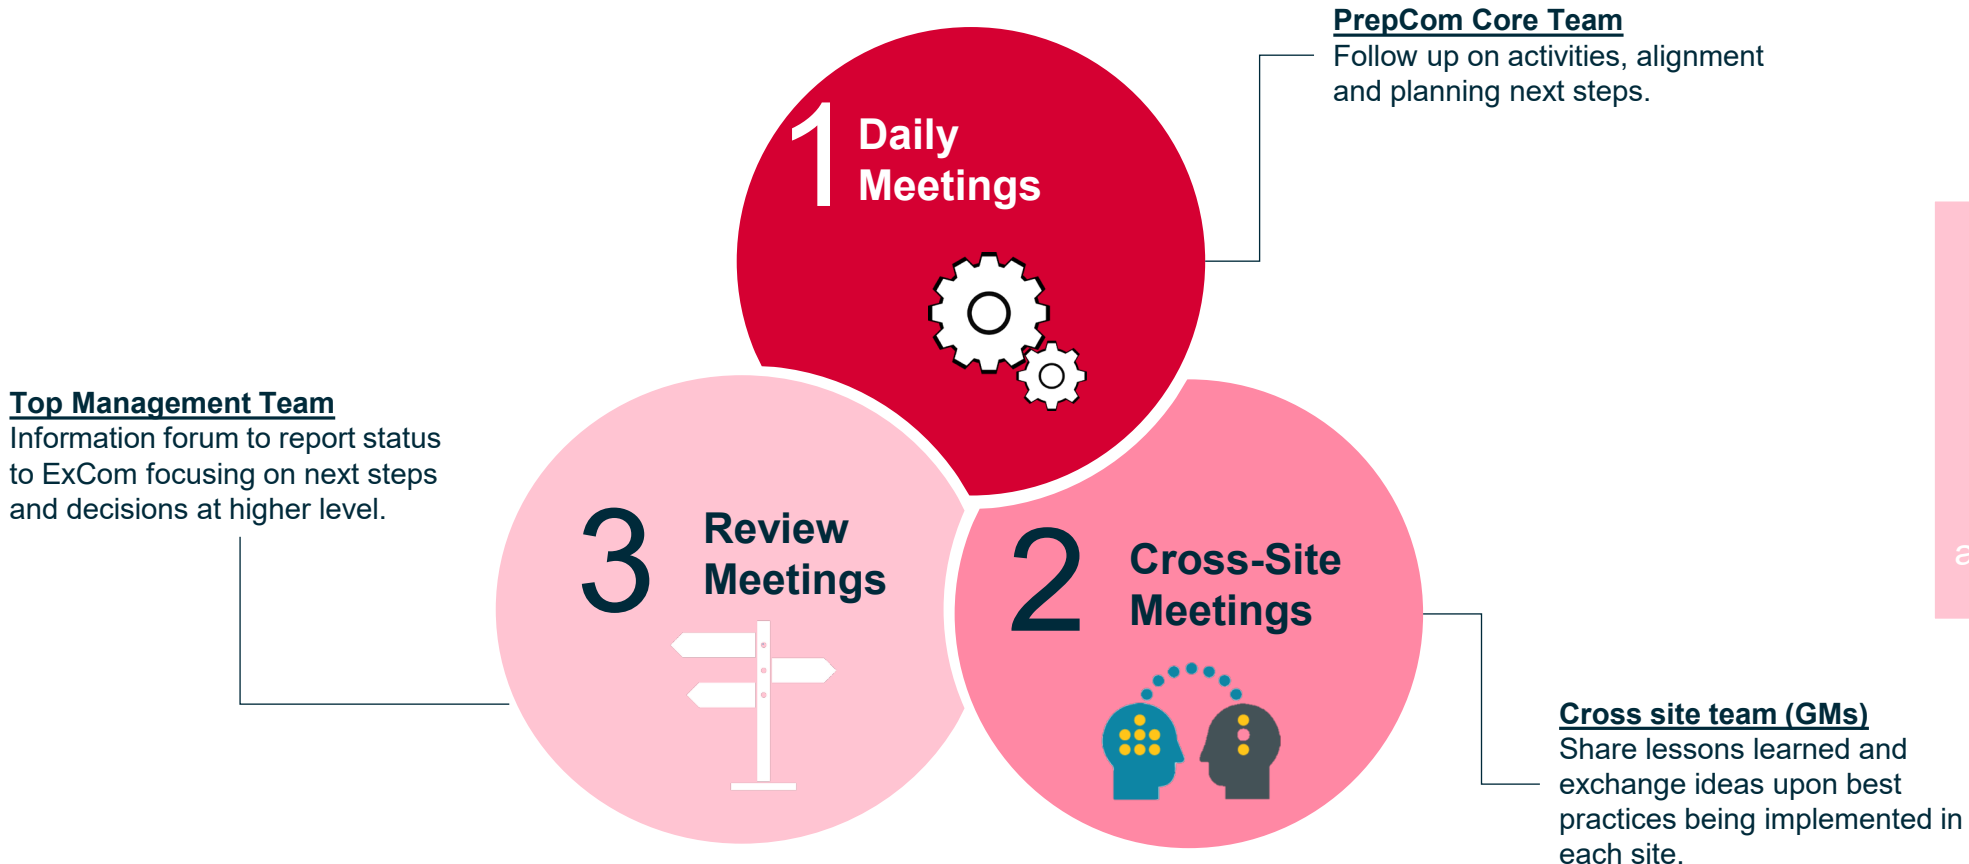 PrepCom Core Team
Follow up on activities, alignment
and planning next steps.
1
Daily
Meetings
Top Management Team
Information forum to report status
to ExCom focusing on next steps
and decisions at higher level.
3
Review
Meetings
2
Cross-Site
Meetings
a
Cross site team (GMs)
Share lessons learned and
exchange ideas upon best
practices being implemented in
each site.